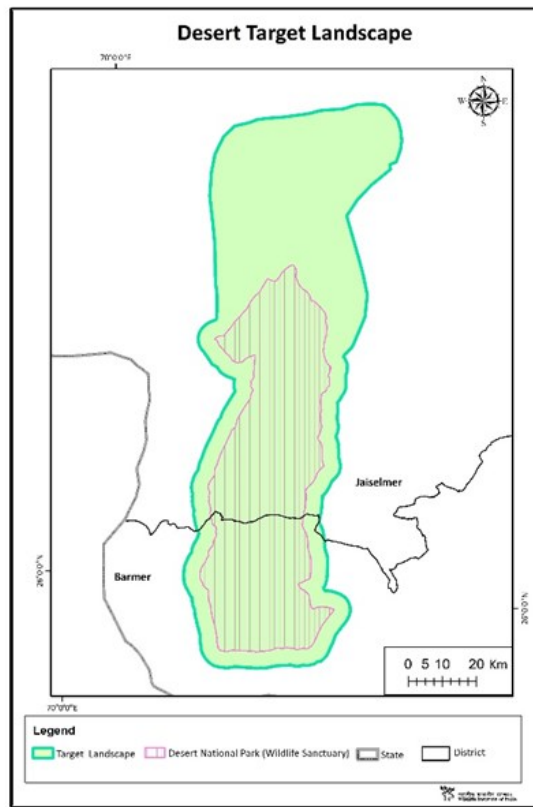 Desert Target Landscape
70°0'0"E
N
W E
S
Jaiselmer
Barmer
26°0'0"N
26°0'0"N
0 5 10 20 Km
70°0'0"E
Legend
Target Landscape Desert National Park (Wildlife Sanctuary) State District